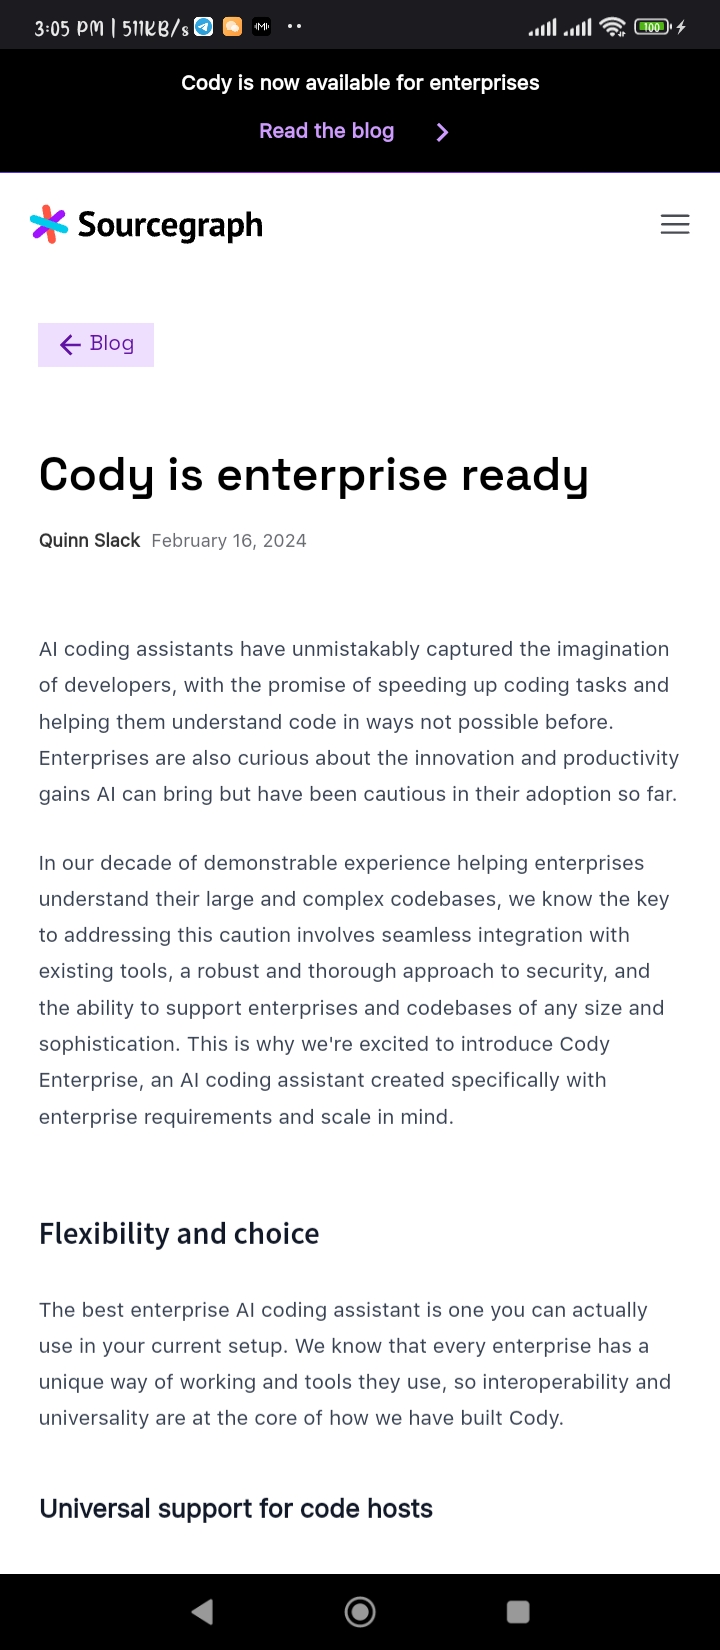 3:05 PM | 511KB/s
100
Cody is now available for enterprises
Read the blog
Sourcegraph
Blog
Cody is enterprise ready
Quinn Slack February 16, 2024
AI coding assistants have unmistakably captured the imagination
of developers, with the promise of speeding up coding tasks and
helping them understand code in ways not possible before.
Enterprises are also curious about the innovation and productivity
gains AI can bring but have been cautious in their adoption so far.
In our decade of demonstrable experience helping enterprises
understand their large and complex codebases, we know the key
to addressing this caution involves seamless integration with
existing tools, a robust and thorough approach to security, and
the ability to support enterprises and codebases of any size and
sophistication. This is why we're excited to introduce Cody
Enterprise, an AI coding assistant created specifically with
enterprise requirements and scale in mind.
Flexibility and choice
The best enterprise AI coding assistant is one you can actually
use in your current setup. We know that every enterprise has a
unique way of working and tools they use, so interoperability and
universality are at the core of how we have built Cody.
Universal support for code hosts